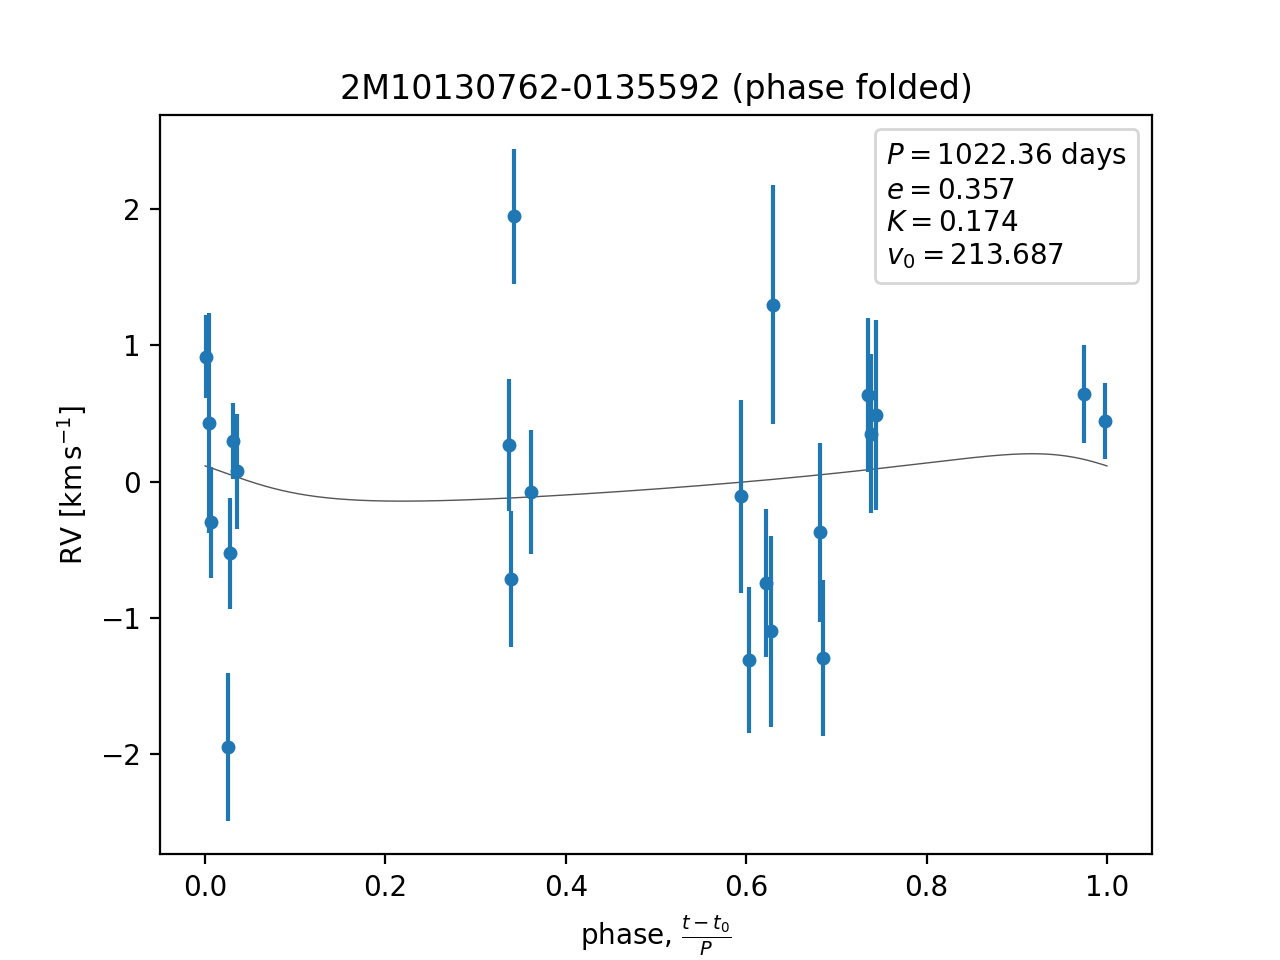 2M10130762-0135592 (phase folded)
P = 1022.36 days
e = 0.357
K = 0.174
v₀ = 213.687
RV [km s⁻¹]
2
1
0
−1
−2
0.0 0.2 0.4 0.6 0.8 1.0
phase, (t − t₀)/P